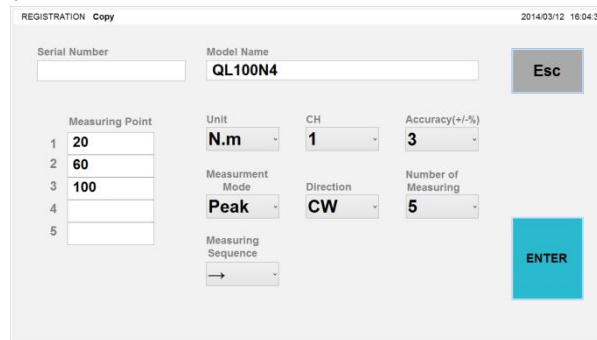 REGISTRATION Copy 2014/03/12 16:04:3
Serial Number
Model Name
QL100N4
Esc
Measuring Point
1 20
2 60
3 100
4
5
Unit CH Accuracy(+/-%)
N.m 1 3
Measurment
Mode
Direction
Number of
Measuring
Peak CW 5
Measuring
Sequence
→
ENTER